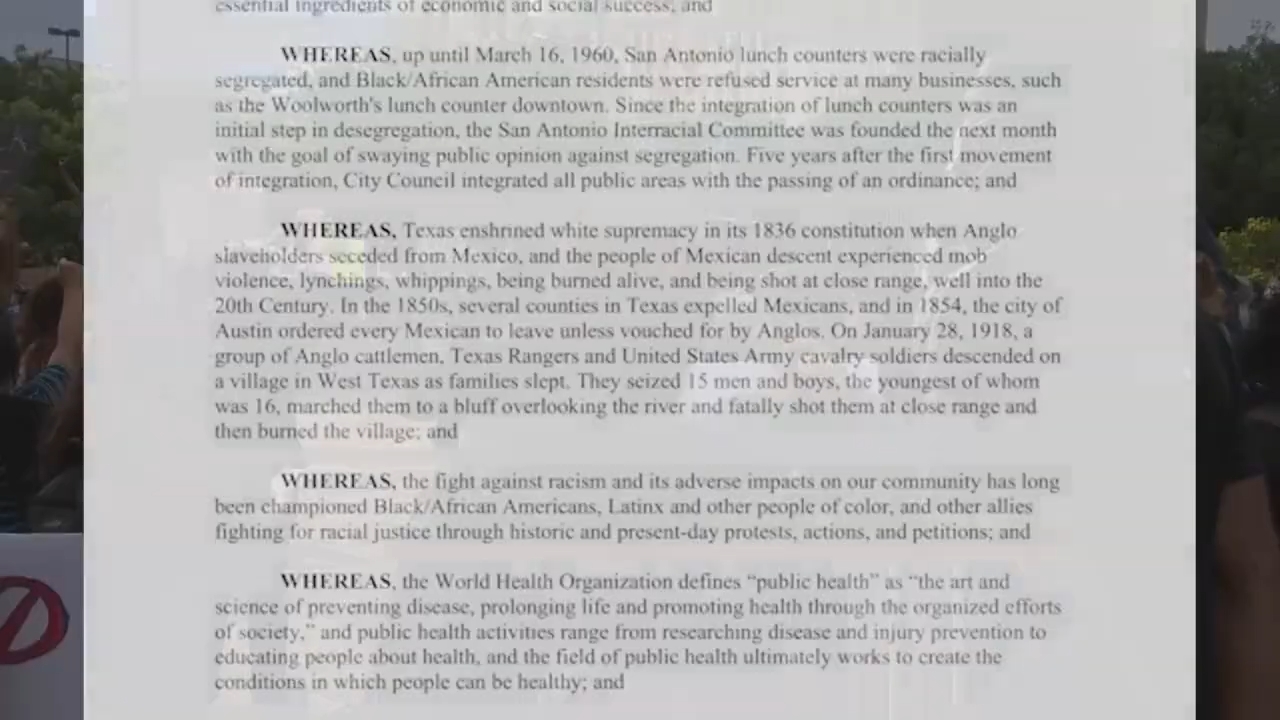 essential ingredients of economic and social success; and
WHEREAS, up until March 16, 1960, San Antonio lunch counters were racially
segregated, and Black/African American residents were refused service at many businesses, such
as the Woolworth's lunch counter downtown. Since the integration of lunch counters was an
initial step in desegregation, the San Antonio Interracial Committee was founded the next month
with the goal of swaying public opinion against segregation. Five years after the first movement
of integration, City Council integrated all public areas with the passing of an ordinance; and
WHEREAS, Texas enshrined white supremacy in its 1836 constitution when Anglo
slaveholders seceded from Mexico, and the people of Mexican descent experienced mob
violence, lynchings, whippings, being burned alive, and being shot at close range, well into the
20th Century. In the 1850s, several counties in Texas expelled Mexicans, and in 1854, the city of
Austin ordered every Mexican to leave unless vouched for by Anglos. On January 28, 1918, a
group of Anglo cattlemen, Texas Rangers and United States Army cavalry soldiers descended on
a village in West Texas as families slept. They seized 15 men and boys, the youngest of whom
was 16, marched them to a bluff overlooking the river and fatally shot them at close range and
then burned the village; and
WHEREAS, the fight against racism and its adverse impacts on our community has long
been championed Black/African Americans, Latinx and other people of color, and other allies
fighting for racial justice through historic and present-day protests, actions, and petitions; and
WHEREAS, the World Health Organization defines “public health” as “the art and
science of preventing disease, prolonging life and promoting health through the organized efforts
of society,” and public health activities range from researching disease and injury prevention to
educating people about health, and the field of public health ultimately works to create the
conditions in which people can be healthy; and